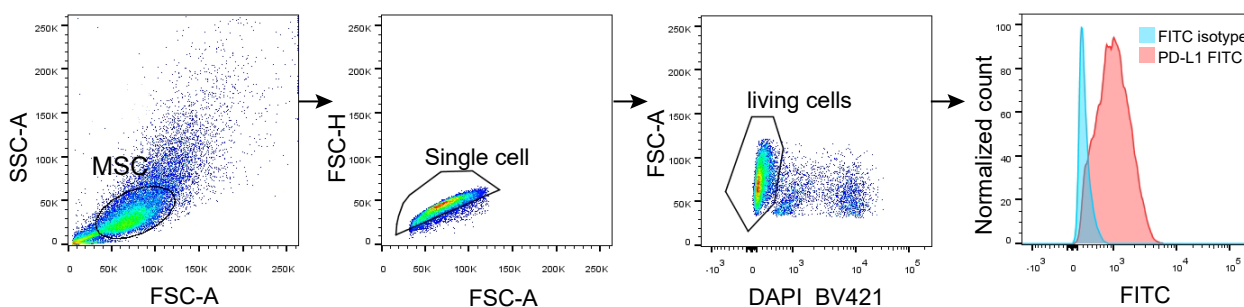 250K
200K
150K
100K
50K
0
SSC-A
MSC
0
50K
100K
150K
200K
250K
FSC-A
250K
200K
150K
100K
50K
0
FSC-H
Single cell
0
50K
100K
150K
200K
250K
FSC-A
250K
200K
150K
100K
50K
0
FSC-A
living cells
-10³
0
10³
10⁴
10⁵
DAPI BV421
100
80
60
40
20
0
Normalized count
FITC isotype
PD-L1 FITC
-10³
0
10³
10⁴
10⁵
FITC